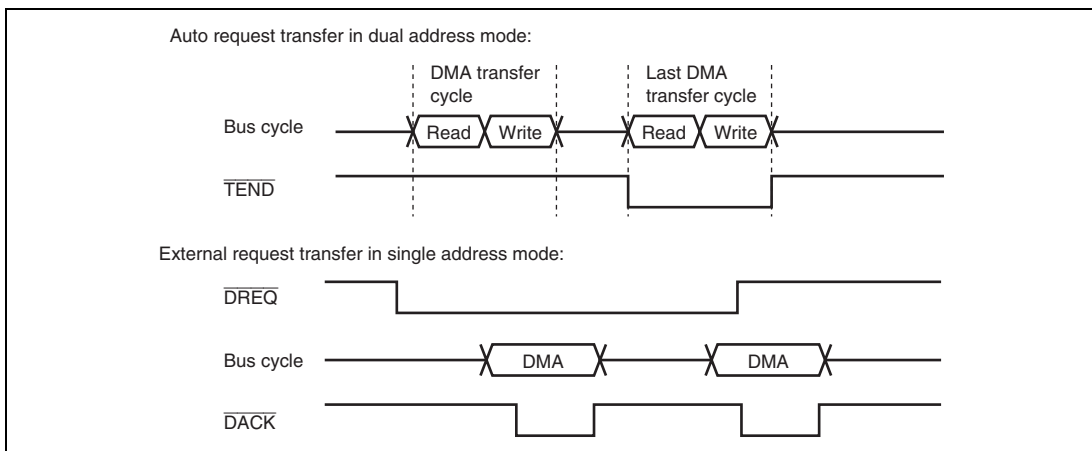 Auto request transfer in dual address mode:
DMA transfer
cycle
Last DMA
transfer cycle
Bus cycle
Read
Write
Read
Write
TEND
External request transfer in single address mode:
DREQ
Bus cycle
DMA
DMA
DACK